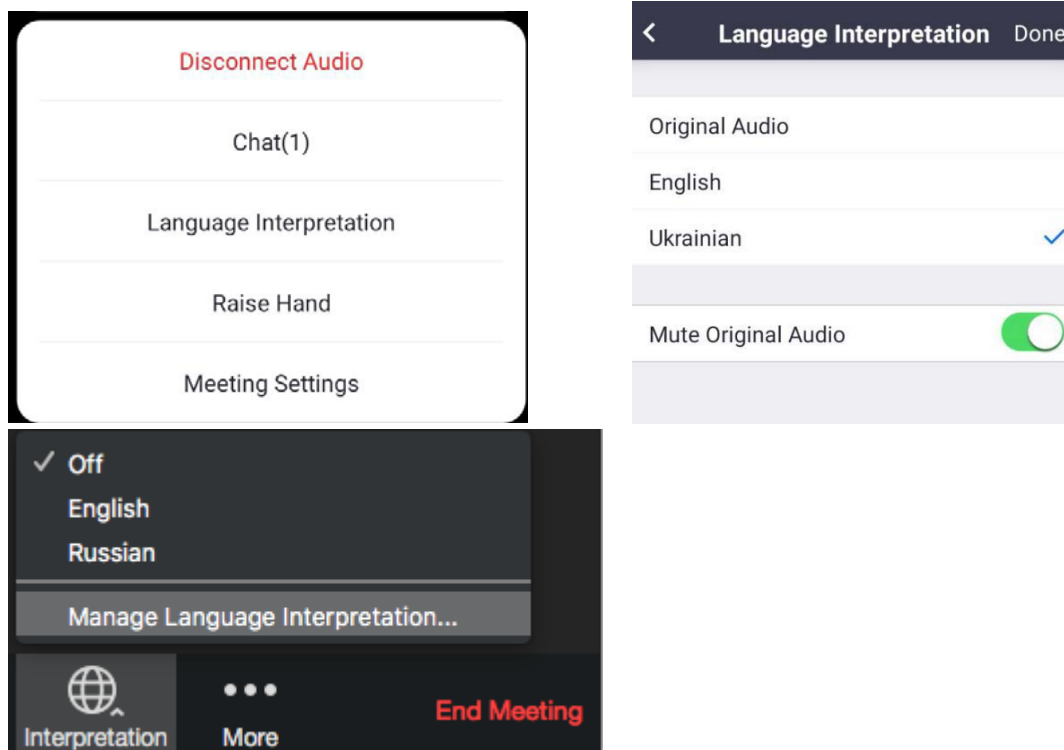 Disconnect Audio
Chat(1)
Language Interpretation
Raise Hand
Meeting Settings
Language Interpretation Done
Original Audio
English
Ukrainian
Mute Original Audio
Off
English
Russian
Manage Language Interpretation...
Interpretation
More
End Meeting